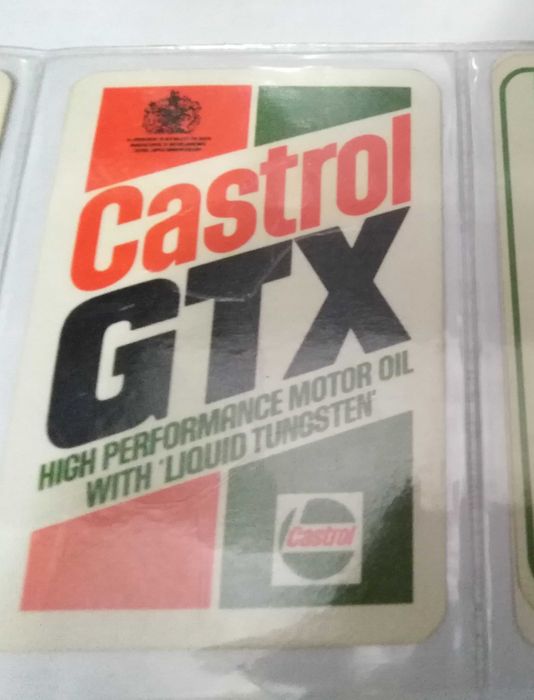 Castrol
GTX
HIGH PERFORMANCE MOTOR OIL
WITH 'LIQUID TUNGSTEN'
Castrol